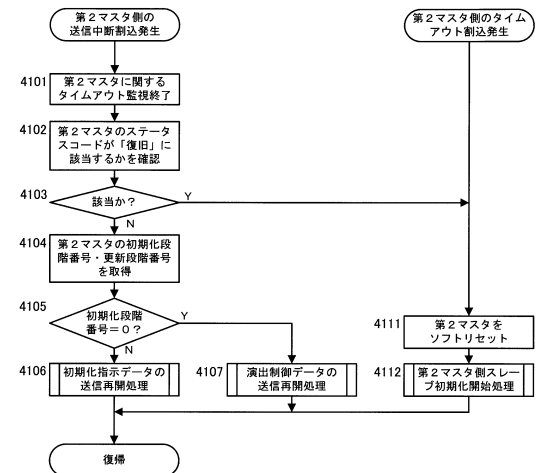 第２マスタ側の
送信中断割込発生
第２マスタ側のタイム
アウト割込発生
4101
第２マスタに関する
タイムアウト監視終了
4102
第２マスタのステータ
スコードが「復旧」に
該当するかを確認
4103
該当か？
Y
N
4104
第２マスタの初期化段
階番号・更新段階番号
を取得
4105
初期化段階
番号＝０？
Y
N
4111
第２マスタを
ソフトリセット
4106
初期化指示データの
送信再開処理
4107
演出制御データの
送信再開処理
4112
第２マスタ側スレー
ブ初期化開始処理
復帰